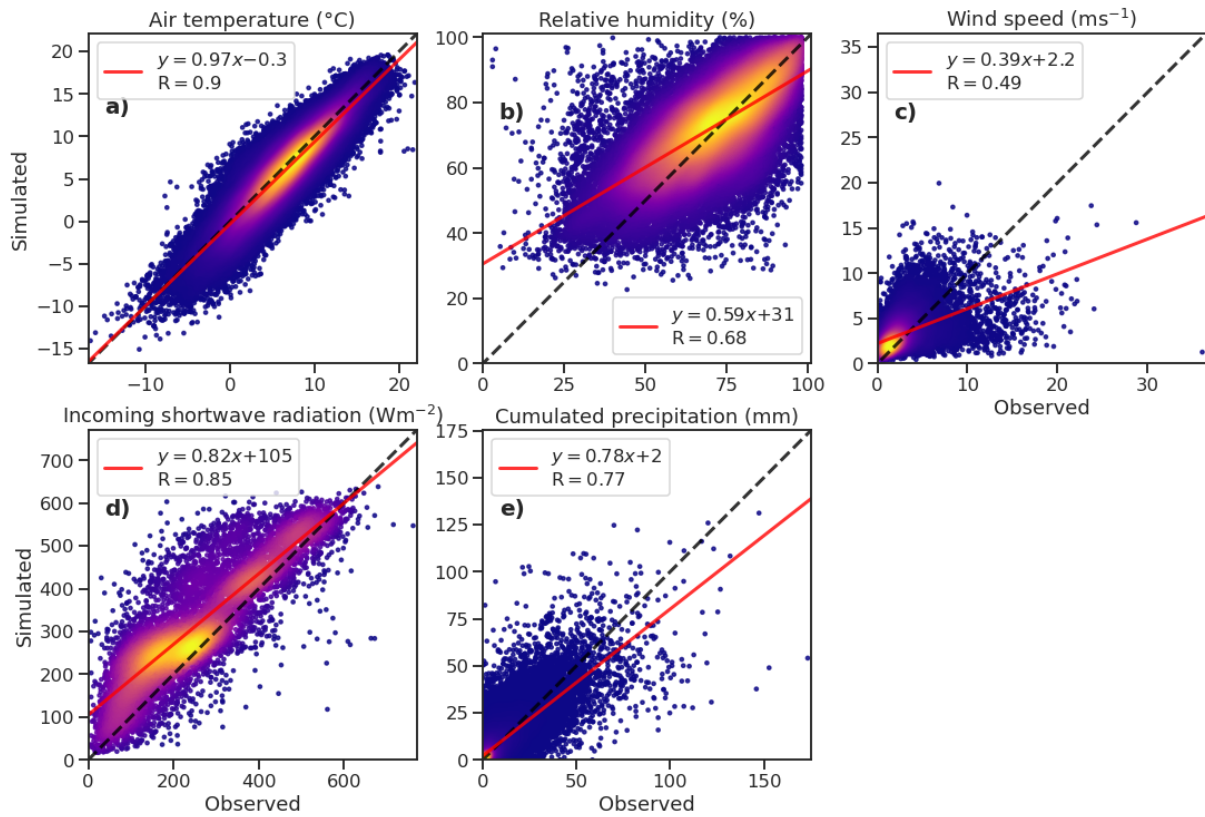 Air temperature (°C)
y = 0.97x−0.3
R = 0.9
a)
20
15
10
5
0
−5
−10
−15
Simulated
−10
0
10
20
Relative humidity (%)
100
80
60
40
20
0
b)
y = 0.59x+31
R = 0.68
0
25
50
75
100
Wind speed (ms⁻¹)
y = 0.39x+2.2
R = 0.49
c)
35
30
25
20
15
10
5
0
0
10
20
30
Observed
Incoming shortwave radiation (Wm⁻²)
y = 0.82x+105
R = 0.85
d)
700
600
500
400
300
200
100
0
Simulated
0
200
400
600
Observed
Cumulated precipitation (mm)
y = 0.78x+2
R = 0.77
e)
175
150
125
100
75
50
25
0
0
50
100
150
Observed